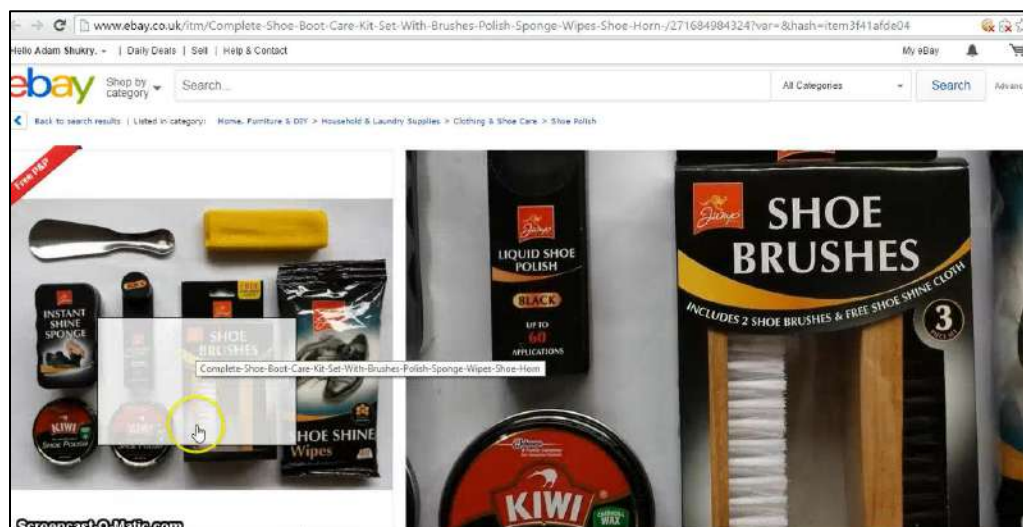 www.ebay.co.uk/itm/Complete-Shoe-Boot-Care-Kit-Set-With-Brushes-Polish-Sponge-Wipes-Shoe-Horn-/271684984324?var=&hash=item3f41afde04
Hello Adam Shukry. | Daily Deals | Sell | Help & Contact
My eBay
ebay
Shop by category
Search...
All Categories
Search
Advanc
Back to search results | Listed in category: Home, Furniture & DIY > Household & Laundry Supplies > Clothing & Shoe Care > Shoe Polish
Free P&P
INSTANT
SHINE
SPONGE
SHOE
BRUSHES
Complete-Shoe-Boot-Care-Kit-Set-With-Brushes-Polish-Sponge-Wipes-Shoe-Horn
KIWI
SHOE POLISH
KIWI
SHOE SHINE
Wipes
Jump
LIQUID SHOE
POLISH
BLACK
UP TO
60
APPLICATIONS
Jump
SHOE
BRUSHES
INCLUDES 2 SHOE BRUSHES & FREE SHOE SHINE CLOTH
3
KIWI
WAX
Screencast-O-Matic.com